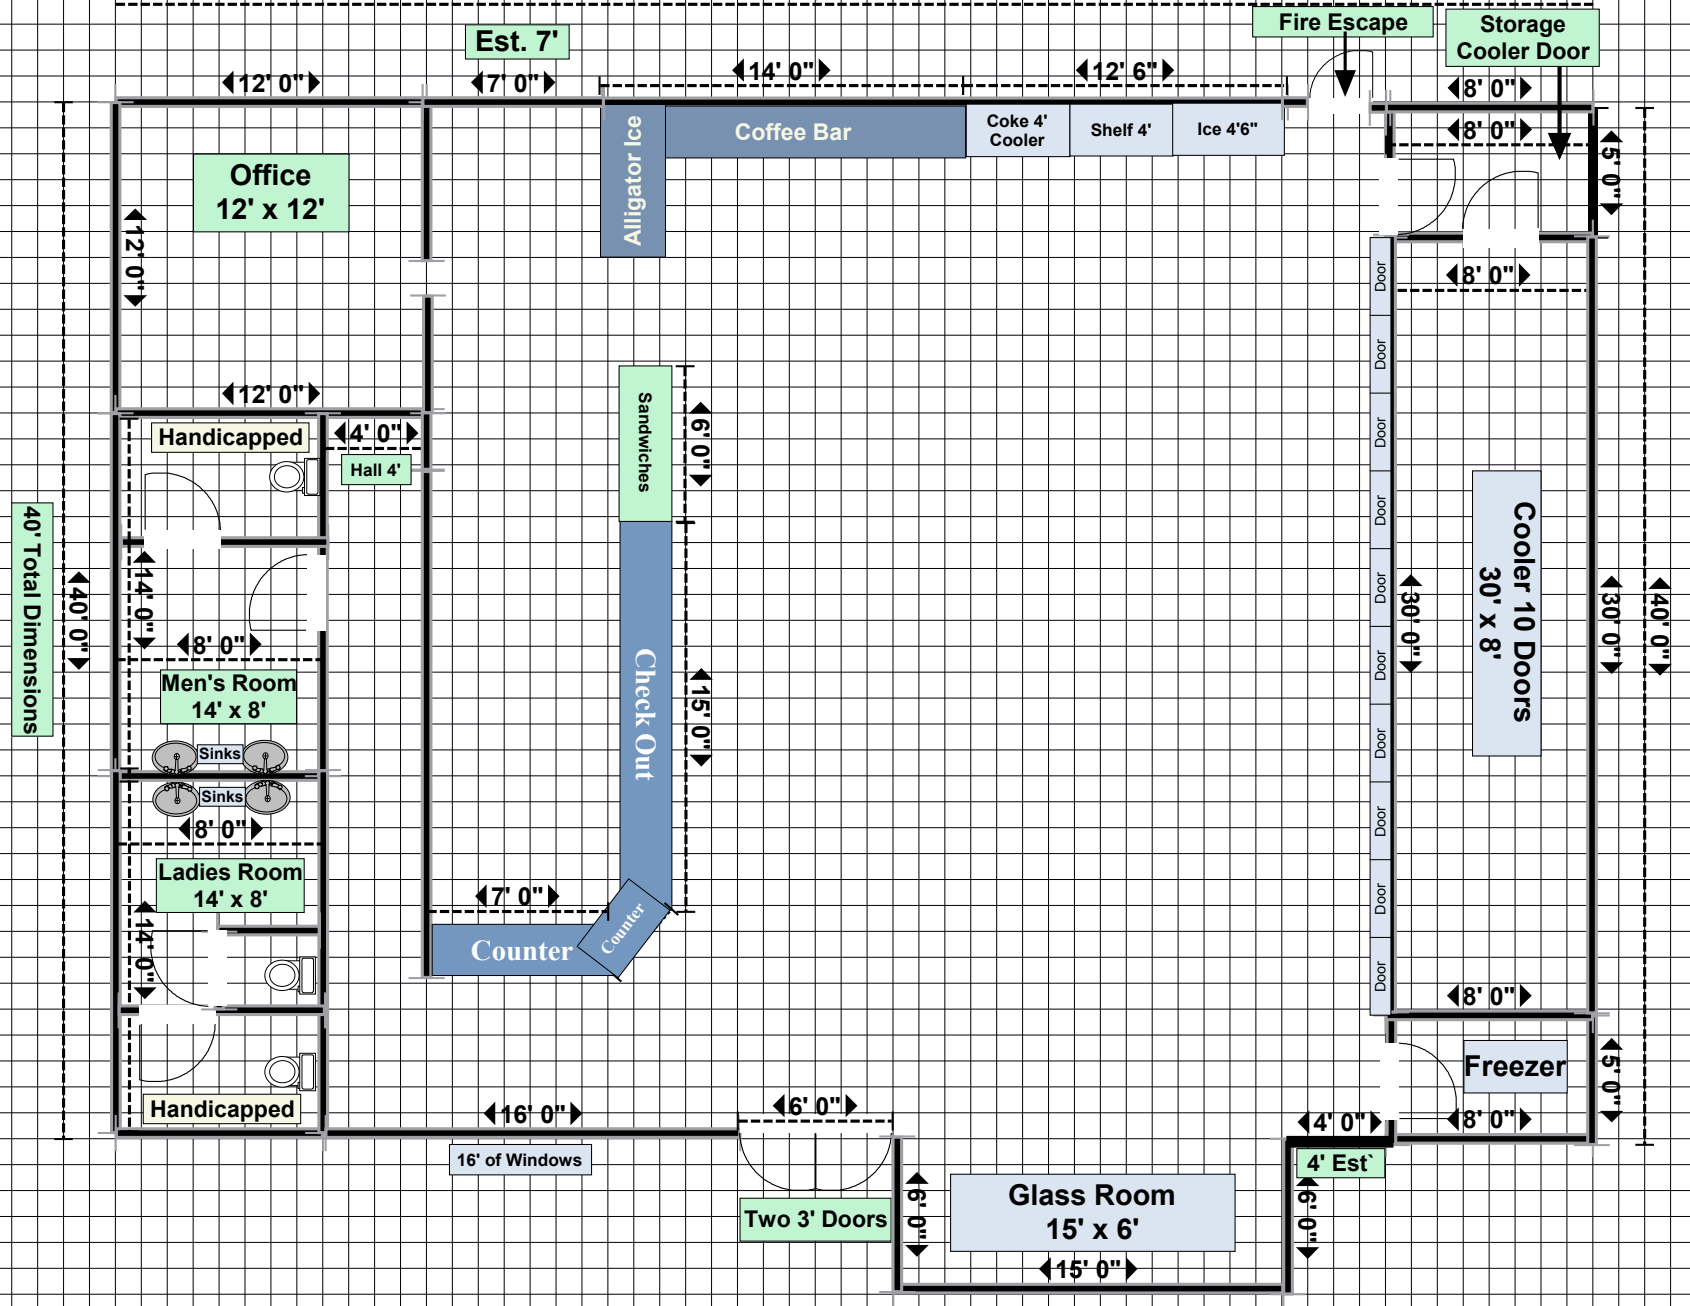 Fire Escape
Storage
Cooler Door
Est. 7'
12' 0"
7' 0"
14' 0"
12' 6"
8' 0"
8' 0"
Alligator Ice
Coffee Bar
Coke 4'
Cooler
Shelf 4'
Ice 4'6"
5' 0"
Office
12' x 12'
12' 0"
8' 0"
12' 0"
Handicapped
4' 0"
Hall 4'
Sandwiches
6' 0"
Door
Door
Door
Door
Door
Door
Door
Door
Door
Door
Cooler 10 Doors
30' x 8'
40' Total Dimensions
40' 0"
14' 0"
8' 0"
Men's Room
14' x 8'
Sinks
Sinks
8' 0"
Ladies Room
14' x 8'
14' 0"
Check Out
15' 0"
30' 0"
30' 0"
40' 0"
7' 0"
Counter
Counter
8' 0"
Freezer
5' 0"
8' 0"
Handicapped
16' 0"
16' of Windows
6' 0"
Two 3' Doors
4' 0"
4' Est`
6' 0"
6' 0"
Glass Room
15' x 6'
15' 0"